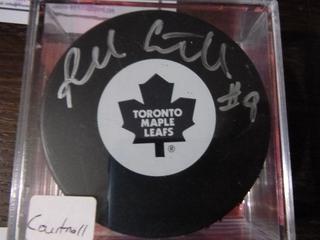 #9
TORONTO
MAPLE
LEAFS
®
Courtnall